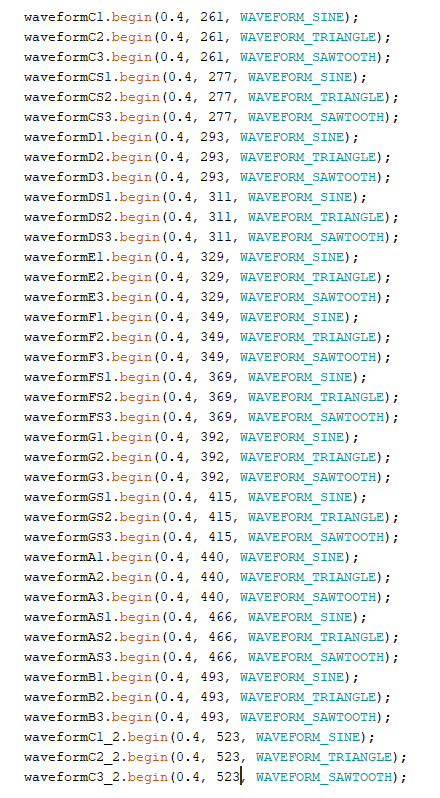 waveformC1.begin(0.4, 261, WAVEFORM_SINE);
waveformC2.begin(0.4, 261, WAVEFORM_TRIANGLE);
waveformC3.begin(0.4, 261, WAVEFORM_SAWTOOTH);
waveformCS1.begin(0.4, 277, WAVEFORM_SINE);
waveformCS2.begin(0.4, 277, WAVEFORM_TRIANGLE);
waveformCS3.begin(0.4, 277, WAVEFORM_SAWTOOTH);
waveformD1.begin(0.4, 293, WAVEFORM_SINE);
waveformD2.begin(0.4, 293, WAVEFORM_TRIANGLE);
waveformD3.begin(0.4, 293, WAVEFORM_SAWTOOTH);
waveformDS1.begin(0.4, 311, WAVEFORM_SINE);
waveformDS2.begin(0.4, 311, WAVEFORM_TRIANGLE);
waveformDS3.begin(0.4, 311, WAVEFORM_SAWTOOTH);
waveformE1.begin(0.4, 329, WAVEFORM_SINE);
waveformE2.begin(0.4, 329, WAVEFORM_TRIANGLE);
waveformE3.begin(0.4, 329, WAVEFORM_SAWTOOTH);
waveformF1.begin(0.4, 349, WAVEFORM_SINE);
waveformF2.begin(0.4, 349, WAVEFORM_TRIANGLE);
waveformF3.begin(0.4, 349, WAVEFORM_SAWTOOTH);
waveformFS1.begin(0.4, 369, WAVEFORM_SINE);
waveformFS2.begin(0.4, 369, WAVEFORM_TRIANGLE);
waveformFS3.begin(0.4, 369, WAVEFORM_SAWTOOTH);
waveformG1.begin(0.4, 392, WAVEFORM_SINE);
waveformG2.begin(0.4, 392, WAVEFORM_TRIANGLE);
waveformG3.begin(0.4, 392, WAVEFORM_SAWTOOTH);
waveformGS1.begin(0.4, 415, WAVEFORM_SINE);
waveformGS2.begin(0.4, 415, WAVEFORM_TRIANGLE);
waveformGS3.begin(0.4, 415, WAVEFORM_SAWTOOTH);
waveformA1.begin(0.4, 440, WAVEFORM_SINE);
waveformA2.begin(0.4, 440, WAVEFORM_TRIANGLE);
waveformA3.begin(0.4, 440, WAVEFORM_SAWTOOTH);
waveformAS1.begin(0.4, 466, WAVEFORM_SINE);
waveformAS2.begin(0.4, 466, WAVEFORM_TRIANGLE);
waveformAS3.begin(0.4, 466, WAVEFORM_SAWTOOTH);
waveformB1.begin(0.4, 493, WAVEFORM_SINE);
waveformB2.begin(0.4, 493, WAVEFORM_TRIANGLE);
waveformB3.begin(0.4, 493, WAVEFORM_SAWTOOTH);
waveformC1_2.begin(0.4, 523, WAVEFORM_SINE);
waveformC2_2.begin(0.4, 523, WAVEFORM_TRIANGLE);
waveformC3_2.begin(0.4, 523, WAVEFORM_SAWTOOTH);